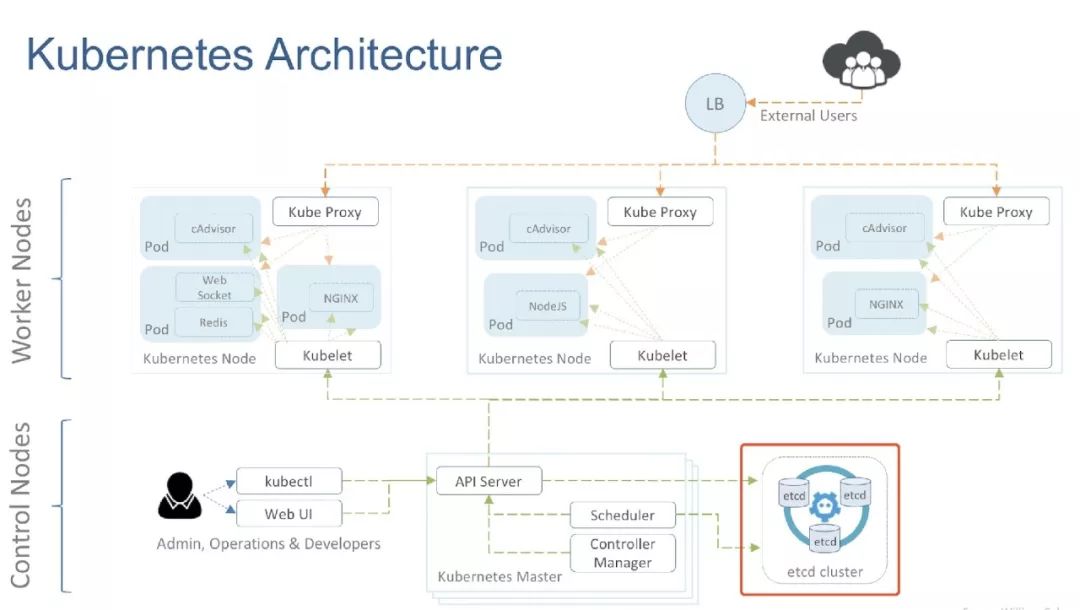 Kubernetes Architecture
LB
External Users
Worker Nodes
Kube Proxy
cAdvisor
Pod
Web
Socket
Redis
Pod
NGINX
Pod
Kubernetes Node
Kubelet
Kube Proxy
cAdvisor
Pod
NodeJS
Pod
Kubernetes Node
Kubelet
Kube Proxy
cAdvisor
Pod
NGINX
Pod
Kubernetes Node
Kubelet
Control Nodes
kubectl
Web UI
Admin, Operations & Developers
API Server
Scheduler
Controller
Manager
Kubernetes Master
etcd
etcd
etcd
etcd cluster